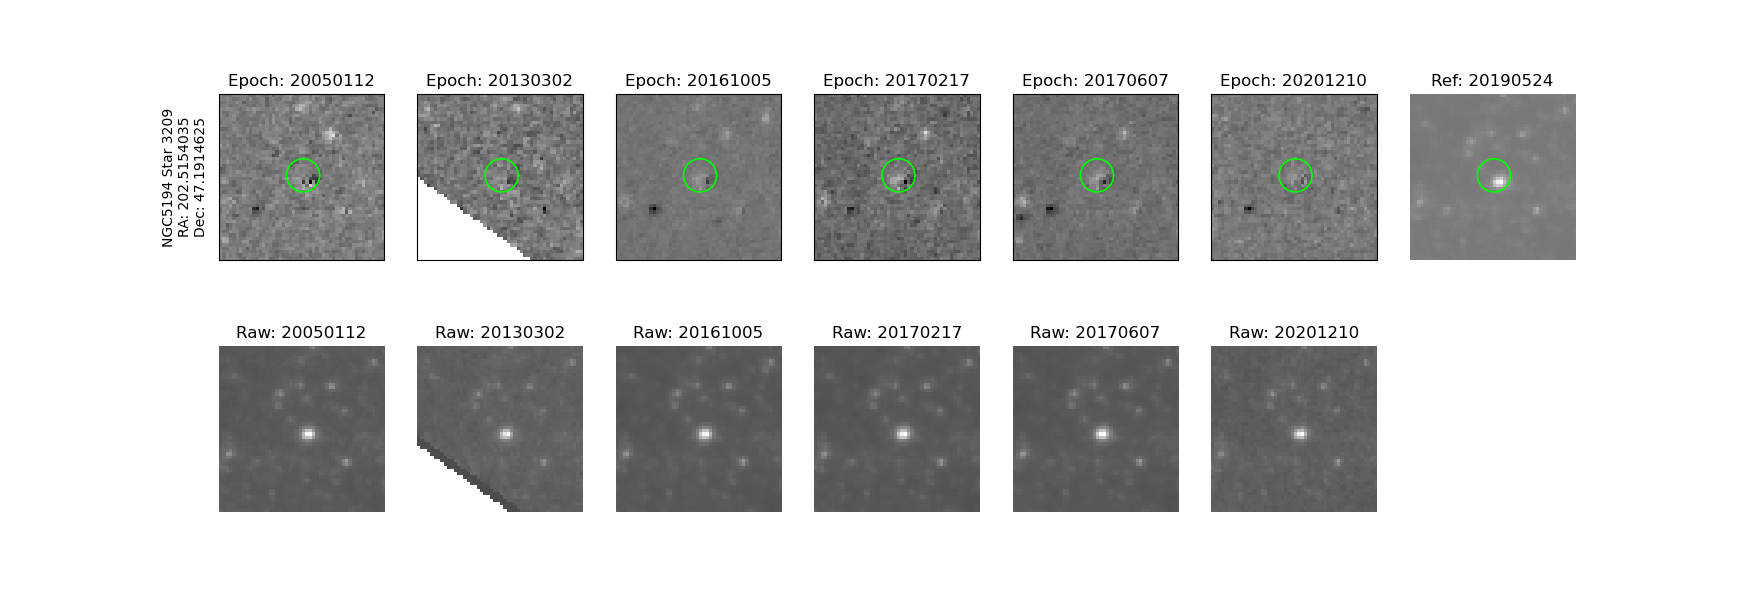 Epoch: 20050112
Epoch: 20130302
Epoch: 20161005
Epoch: 20170217
Epoch: 20170607
Epoch: 20201210
Ref: 20190524
NGC5194 Star 3209
RA: 202.5154035
Dec: 47.1914625
Raw: 20050112
Raw: 20130302
Raw: 20161005
Raw: 20170217
Raw: 20170607
Raw: 20201210